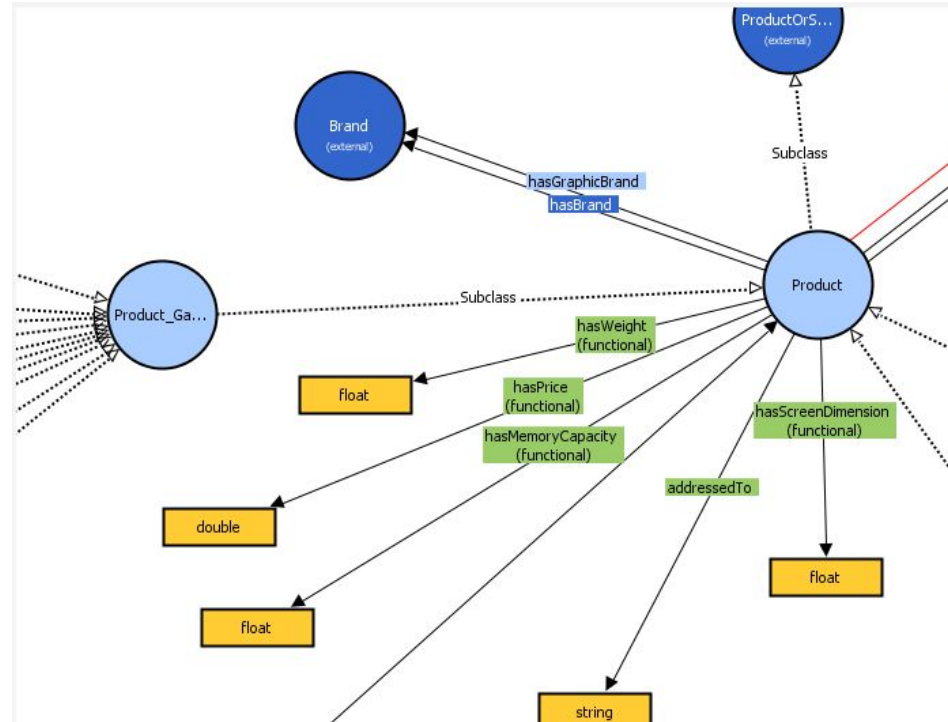 ProductOrS...
(external)
Brand
(external)
Subclass
hasGraphicBrand
hasBrand
Product
Product_Ga...
Subclass
hasWeight
(functional)
float
hasPrice
(functional)
hasScreenDimension
(functional)
hasMemoryCapacity
(functional)
addressedTo
double
float
float
string